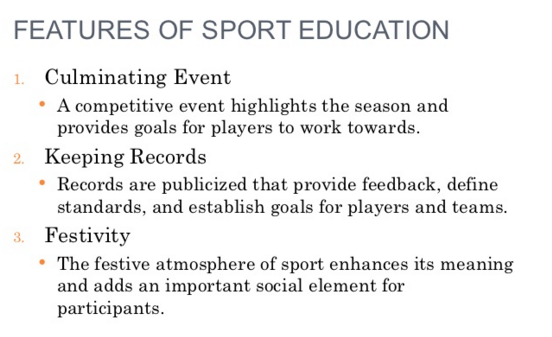 FEATURES OF SPORT EDUCATION
1. Culminating Event
• A competitive event highlights the season and
provides goals for players to work towards.
2. Keeping Records
• Records are publicized that provide feedback, define
standards, and establish goals for players and teams.
3. Festivity
• The festive atmosphere of sport enhances its meaning
and adds an important social element for
participants.